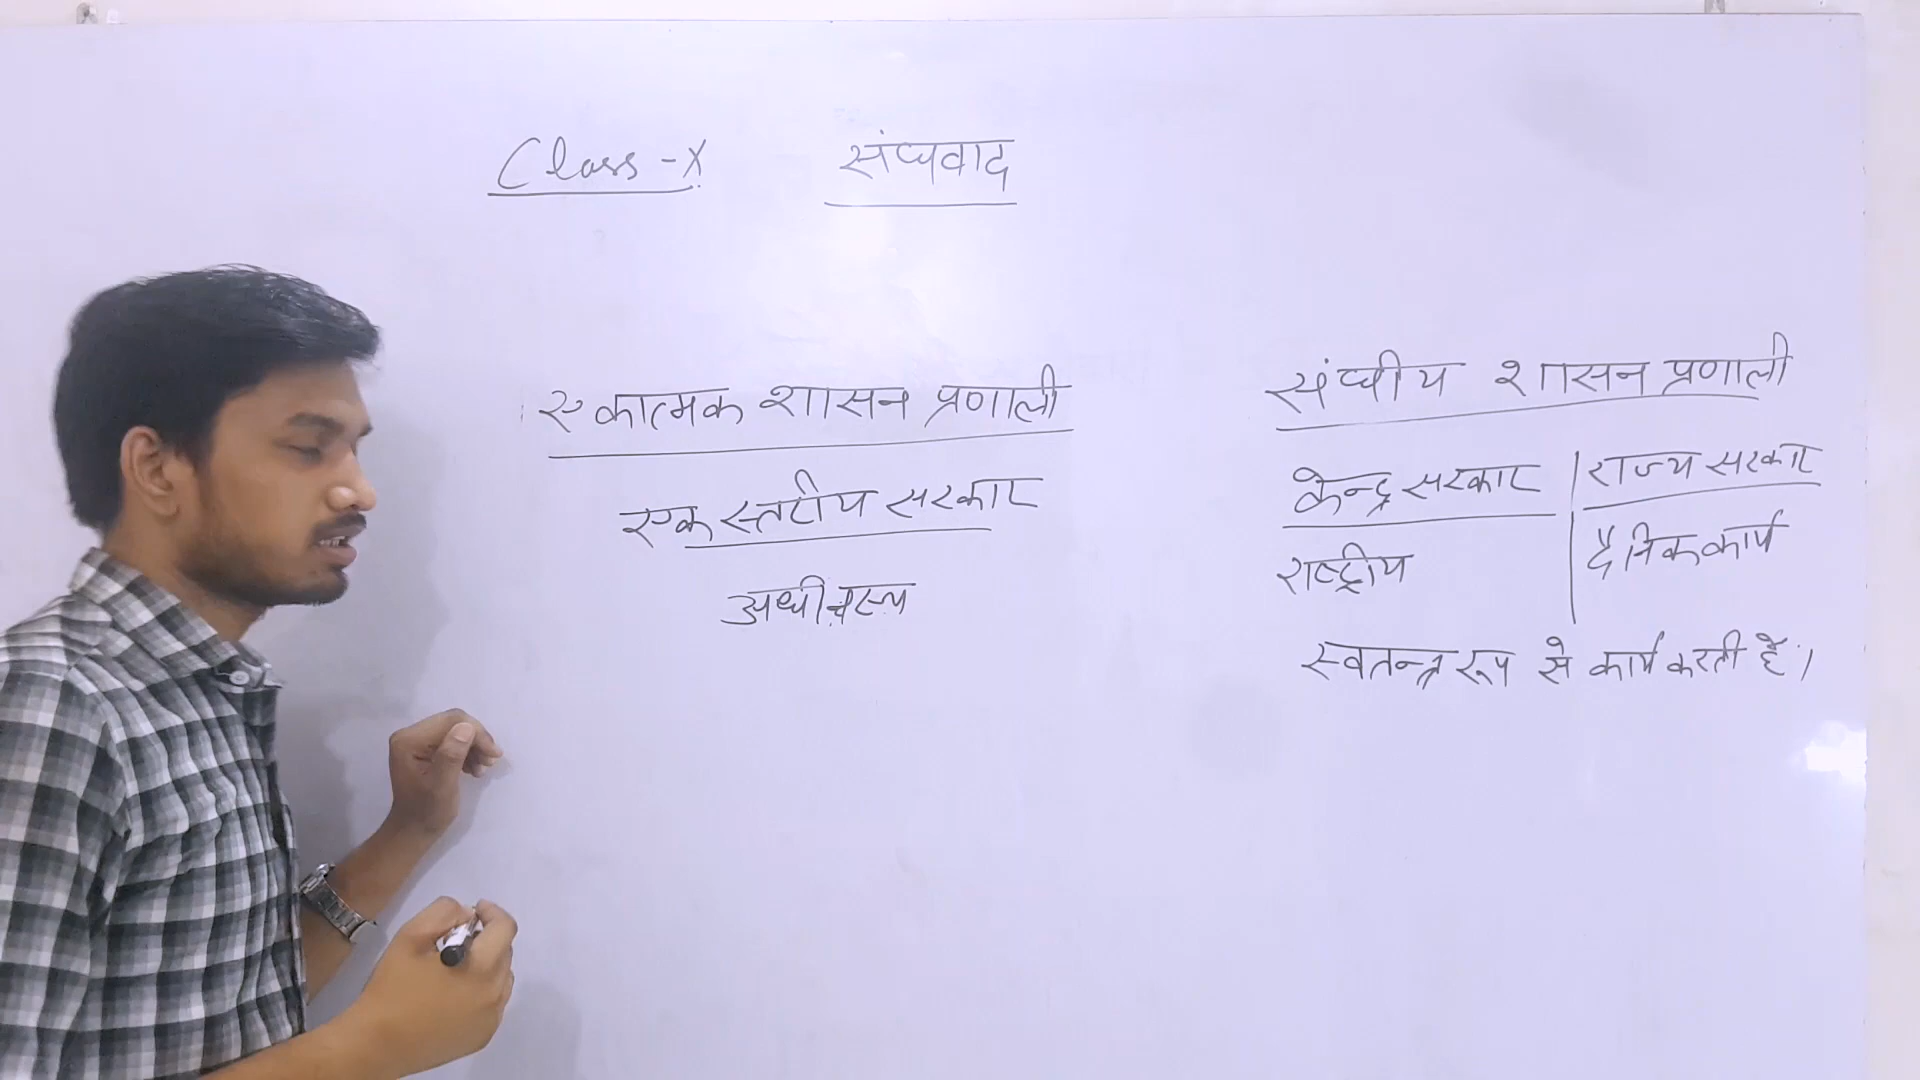 Class - X संघवाद
एकात्मक शासन प्रणाली
एक स्तरीय सरकार
अधीनस्थ
संघीय शासन प्रणाली
केन्द्र सरकार | राज्य सरकार
राष्ट्रीय | दैनिक कार्य
स्वतन्त्र रूप से कार्य करती हैं।